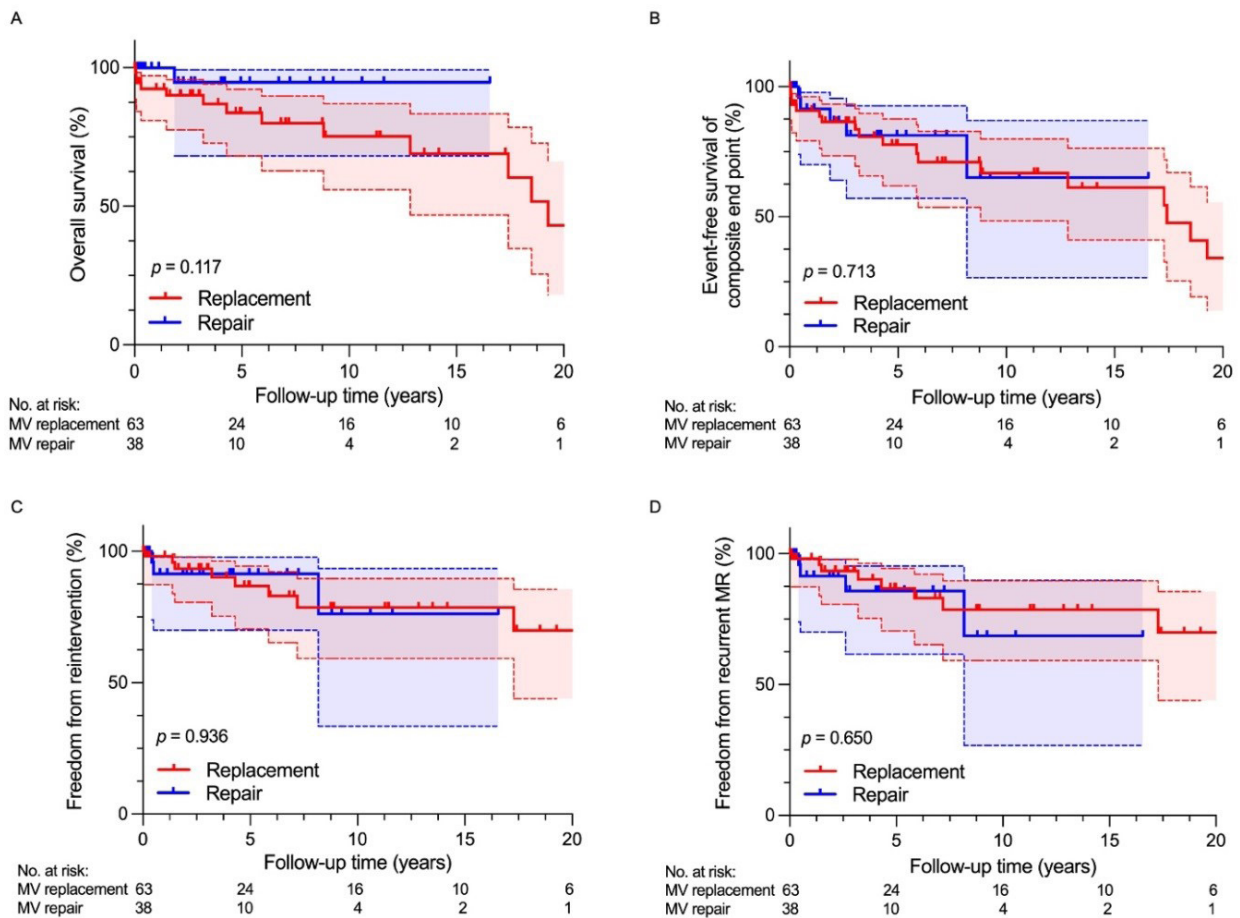 A
Overall survival (%)
100
50
0
p = 0.117
Replacement
Repair
0 5 10 15 20
Follow-up time (years)
No. at risk:
MV replacement 63 24 16 10 6
MV repair 38 10 4 2 1
B
Event-free survival of
composite end point (%)
100
50
0
p = 0.713
Replacement
Repair
0 5 10 15 20
Follow-up time (years)
No. at risk:
MV replacement 63 24 16 10 6
MV repair 38 10 4 2 1
C
Freedom from reintervention (%)
100
50
0
p = 0.936
Replacement
Repair
0 5 10 15 20
Follow-up time (years)
No. at risk:
MV replacement 63 24 16 10 6
MV repair 38 10 4 2 1
D
Freedom from recurrent MR (%)
100
50
0
p = 0.650
Replacement
Repair
0 5 10 15 20
Follow-up time (years)
No. at risk:
MV replacement 63 24 16 10 6
MV repair 38 10 4 2 1